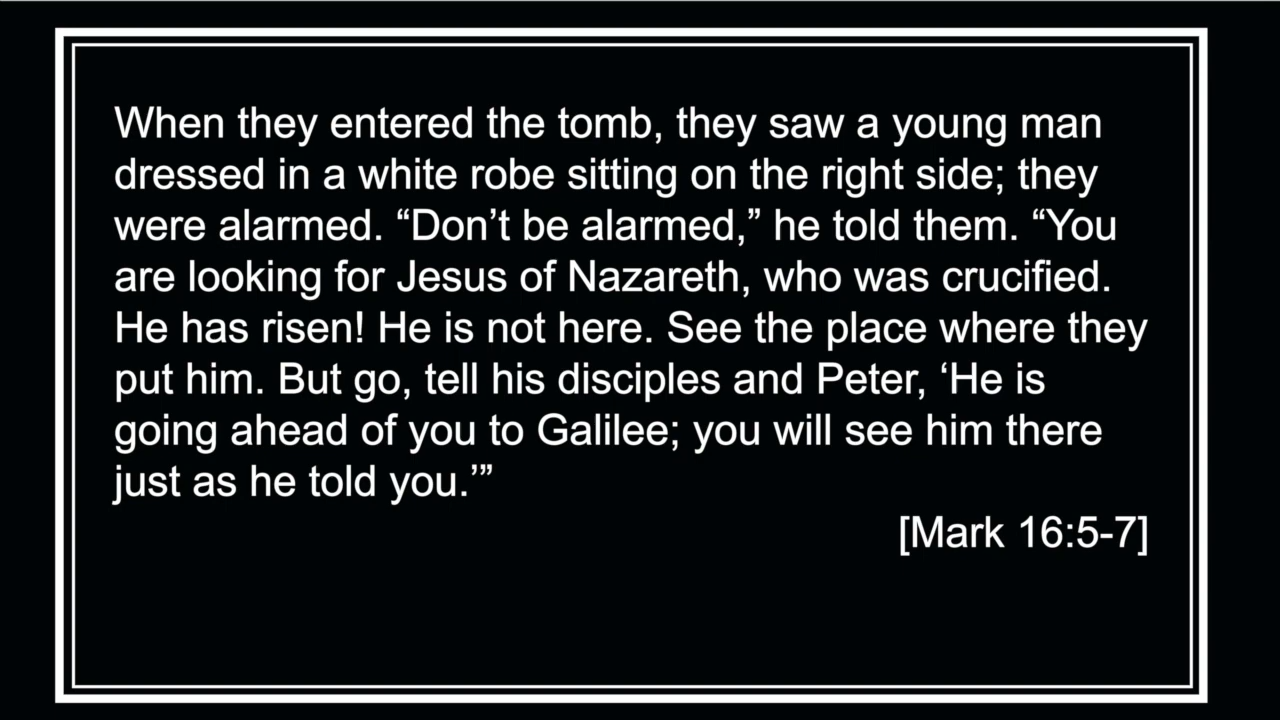 When they entered the tomb, they saw a young man
dressed in a white robe sitting on the right side; they
were alarmed. “Don’t be alarmed,” he told them. “You
are looking for Jesus of Nazareth, who was crucified.
He has risen! He is not here. See the place where they
put him. But go, tell his disciples and Peter, ‘He is
going ahead of you to Galilee; you will see him there
just as he told you.’”
[Mark 16:5-7]